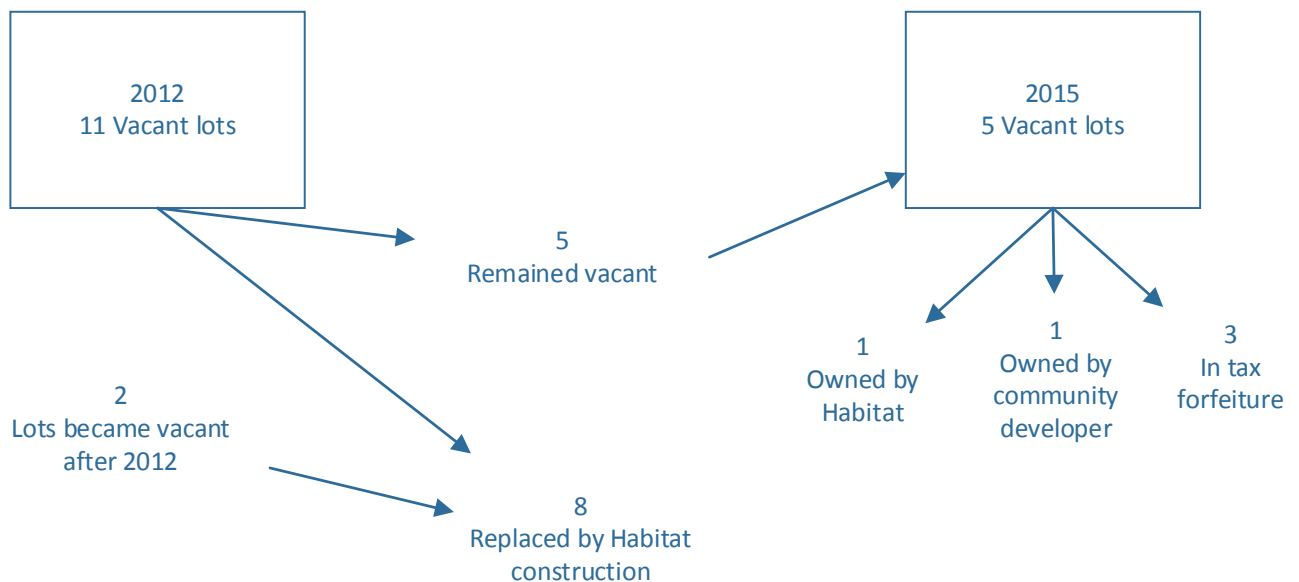 2012
11 Vacant lots
2015
5 Vacant lots
5
Remained vacant
1
Owned by
Habitat
1
Owned by
community
developer
3
In tax
forfeiture
2
Lots became vacant
after 2012
8
Replaced by Habitat
construction